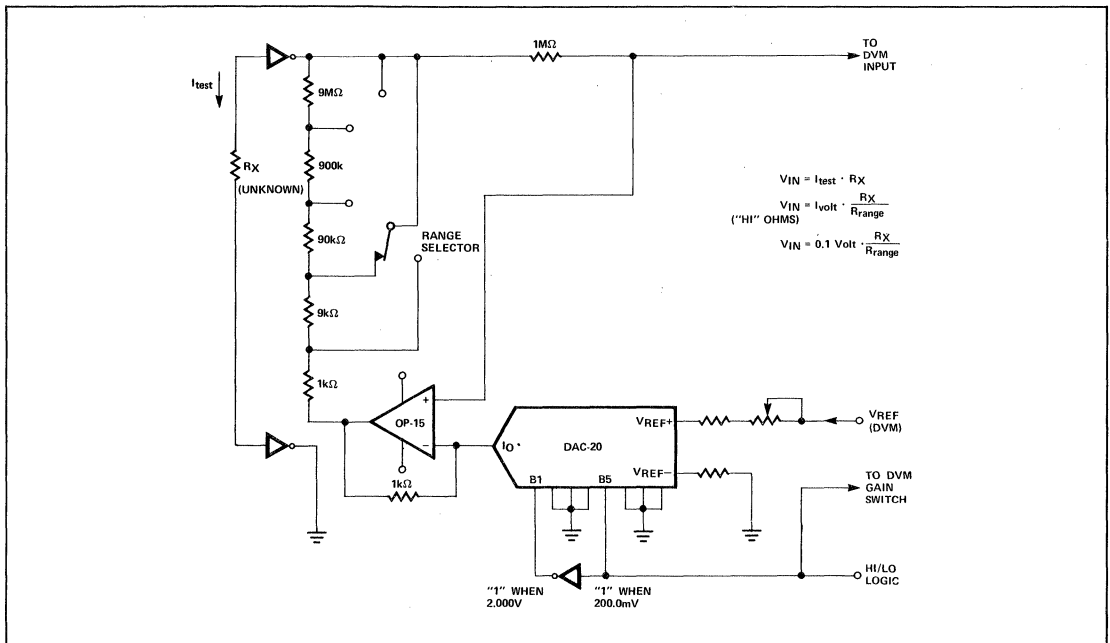 1MΩ
TO
DVM
INPUT
Itest
9MΩ
RX
(UNKNOWN)
900k
VIN = Itest · RX
VIN = Ivolt · RX/Rrange
("HI" OHMS)
VIN = 0.1 Volt · RX/Rrange
90kΩ
RANGE
SELECTOR
9kΩ
1kΩ
+
OP-15
−
1kΩ
IO
DAC-20
VREF+
VREF−
B1
B5
VREF
(DVM)
TO DVM
GAIN
SWITCH
HI/LO
LOGIC
"1" WHEN
2.000V
"1" WHEN
200.0mV